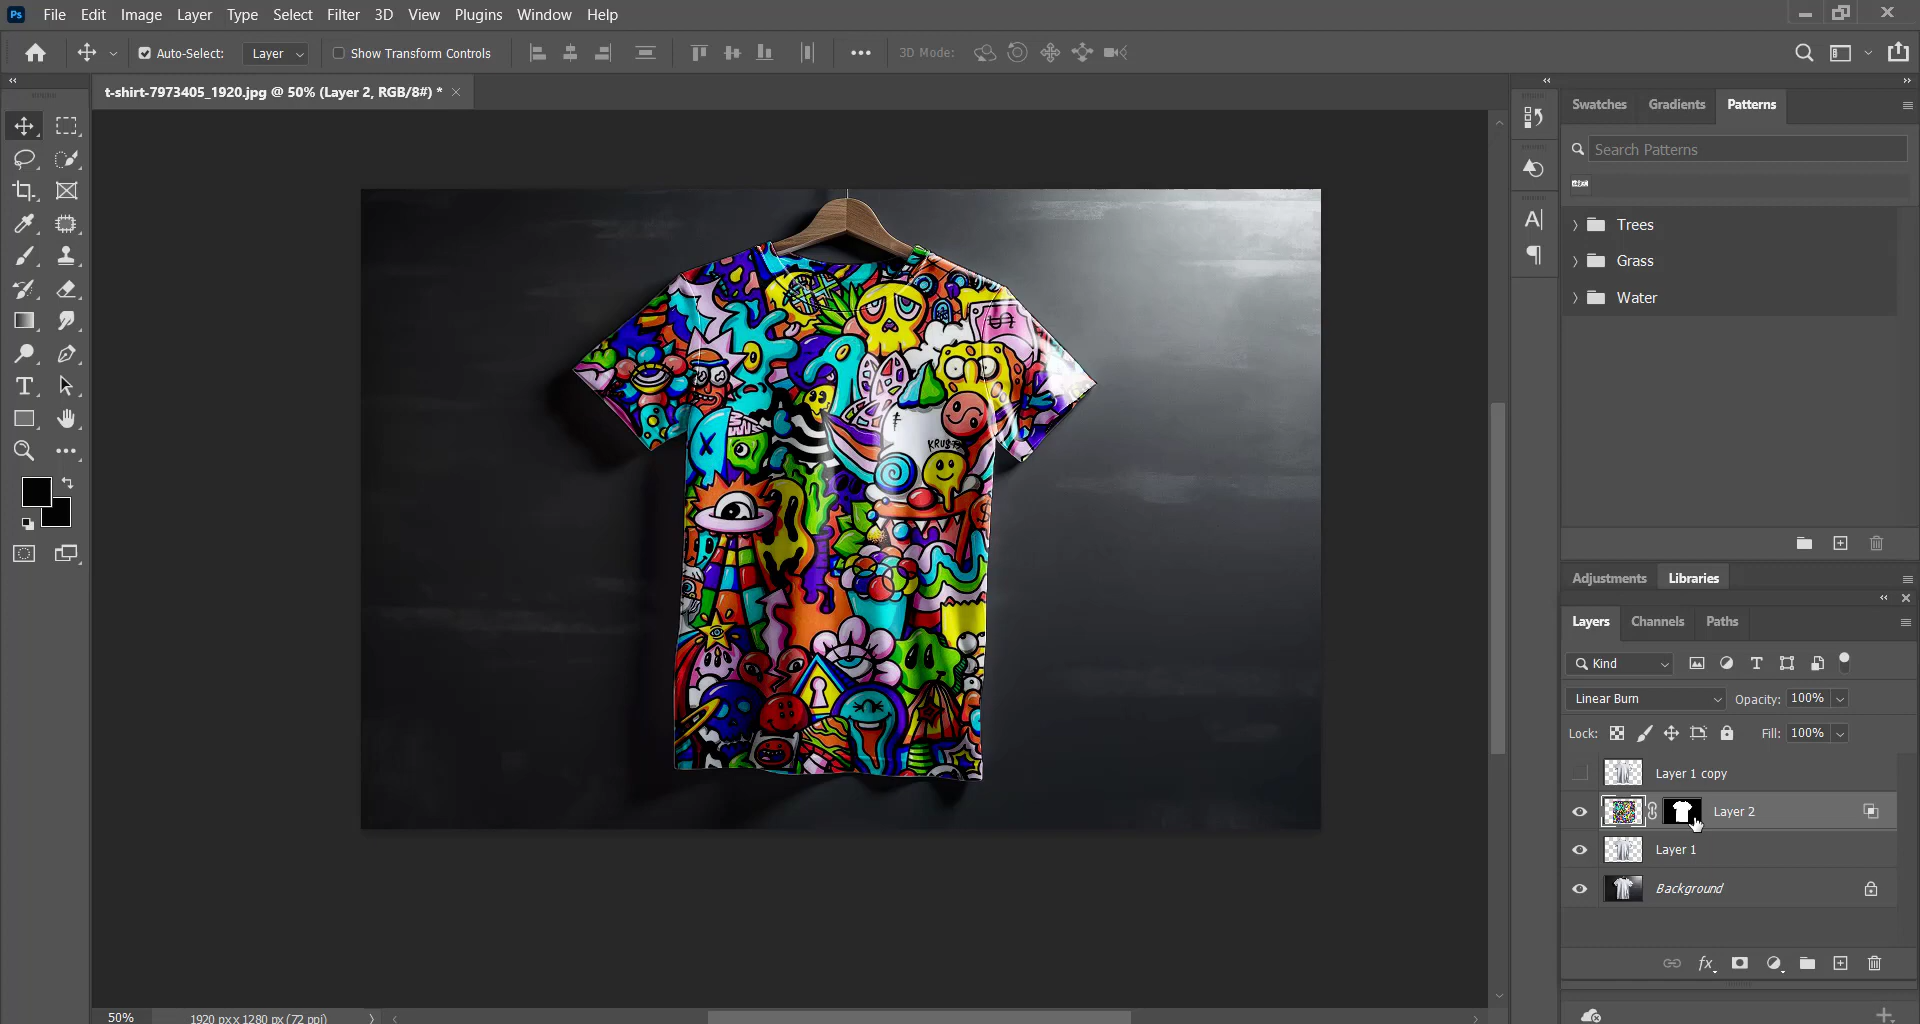 Ps File Edit Image Layer Type Select Filter 3D View Plugins Window Help
Auto-Select: Layer Show Transform Controls 3D Mode:
t-shirt-7973405_1920.jpg @ 50% (Layer 2, RGB/8#) *
Swatches Gradients Patterns
Search Patterns
Trees
Grass
Water
KRUSTY
Adjustments Libraries
Layers Channels Paths
Kind
Linear Burn Opacity: 100%
Lock: Fill: 100%
Layer 1 copy
Layer 2
Layer 1
Background
fx
50% 1920 px x 1280 px (72 ppi)